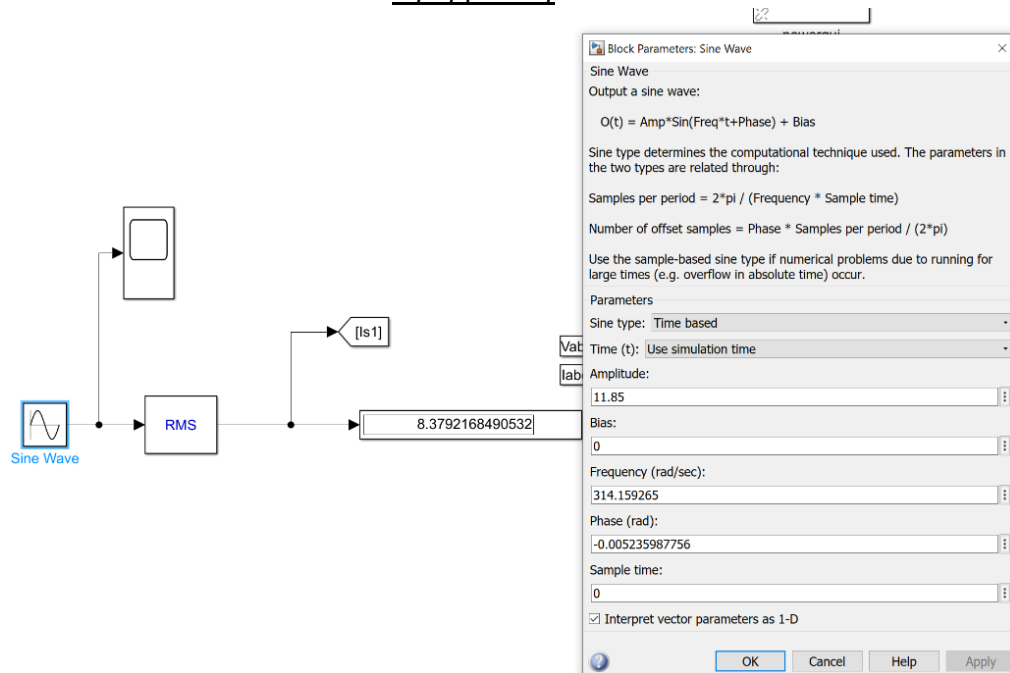 Block Parameters: Sine Wave
Sine Wave
Output a sine wave:
O(t) = Amp*Sin(Freq*t+Phase) + Bias
Sine type determines the computational technique used. The parameters in
the two types are related through:
Samples per period = 2*pi / (Frequency * Sample time)
Number of offset samples = Phase * Samples per period / (2*pi)
Use the sample-based sine type if numerical problems due to running for
large times (e.g. overflow in absolute time) occur.
Parameters
Sine type: Time based
Time (t): Use simulation time
Amplitude:
11.85
Bias:
0
Frequency (rad/sec):
314.159265
Phase (rad):
-0.005235987756
Sample time:
0
Interpret vector parameters as 1-D
OK Cancel Help Apply
[Is1]
Vab
RMS
8.3792168490532
Sine Wave